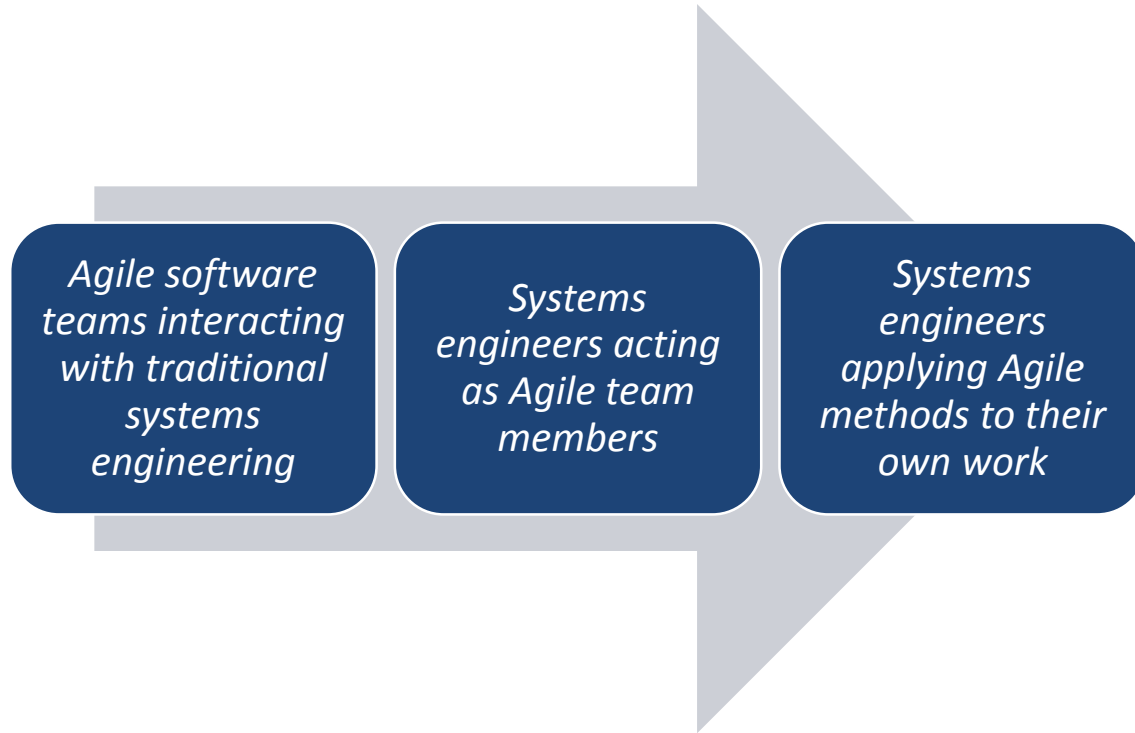 Agile software
teams interacting
with traditional
systems
engineering
Systems
engineers acting
as Agile team
members
Systems
engineers
applying Agile
methods to their
own work